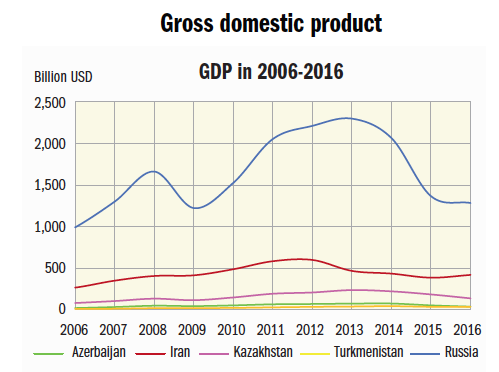 Gross domestic product
Billion USD
GDP in 2006-2016
2,500
2,000
1,500
1,000
500
0
2006 2007 2008 2009 2010 2011 2012 2013 2014 2015 2016
Azerbaijan Iran Kazakhstan Turkmenistan Russia